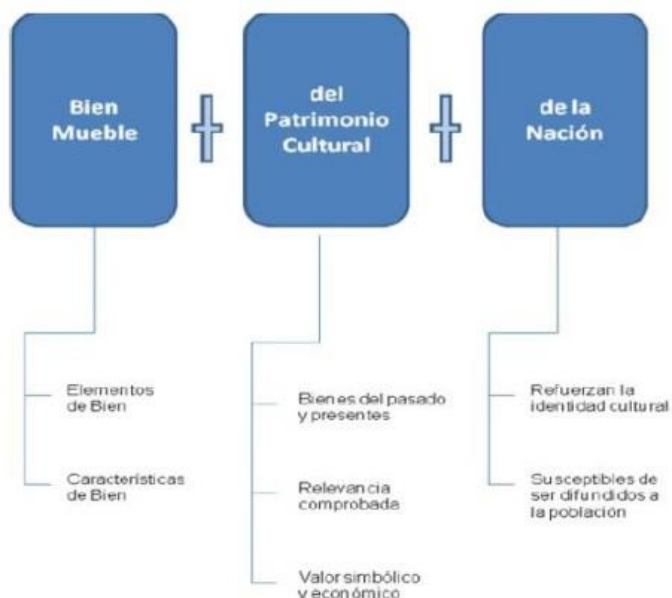 Bien
Mueble
del
Patrimonio
Cultural
de la
Nación
Elementos
de Bien
Características
de Bien
Bienes del pasado
y presentes
Relevancia
comprobada
Valor simbólico
y económico
Refuerzan la
identidad cultural
Susceptibles de
ser difundidos a
la población